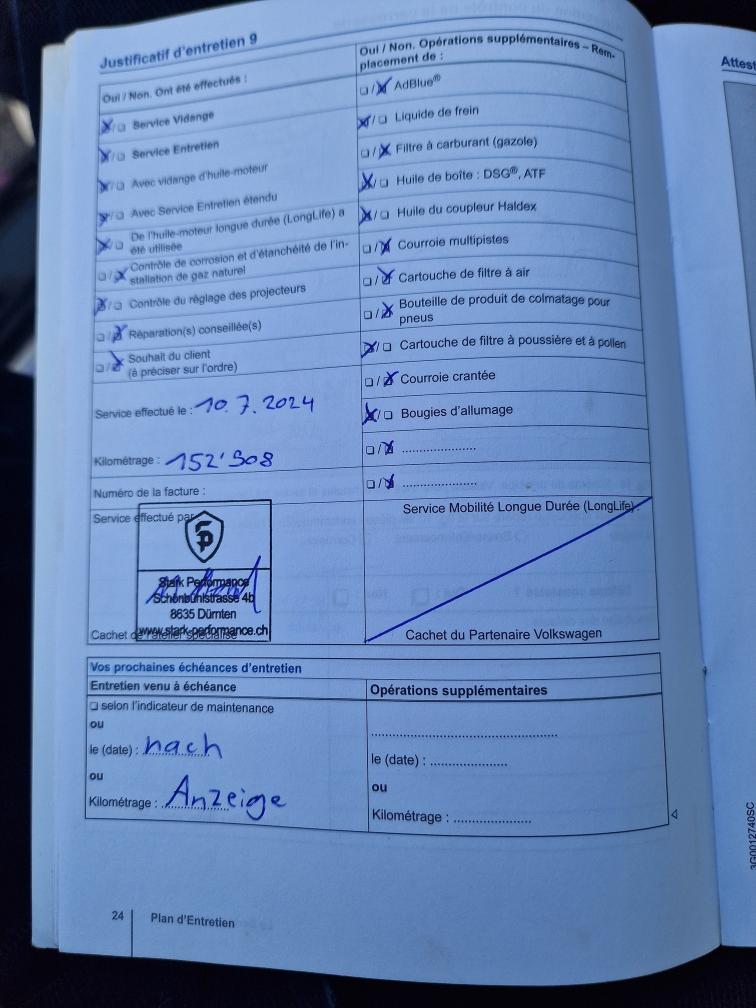 Justificatif d'entretien 9
Oui / Non. Ont été effectués :
☒/❑ Service Vidange
☒/❑ Service Entretien
☒/❑ Avec vidange d'huile-moteur
☒/❑ Avec Service Entretien étendu
☒/❑ De l'huile-moteur longue durée (LongLife) a
été utilisée
❑/☒ Contrôle de corrosion et d'étanchéité de l'in-
stallation de gaz naturel
☒/❑ Contrôle du réglage des projecteurs
❑/☒ Réparation(s) conseillée(s)
❑/☒ Souhait du client
(à préciser sur l'ordre)
Service effectué le : 10. 7. 2024
Kilométrage : 152'508
Numéro de la facture :
Service effectué par
Stark Performance
Schönbühlstrasse 4b
8635 Dürnten
www.stark-performance.ch
Cachet de l'atelier spécialisé
Oui / Non. Opérations supplémentaires – Rem-
placement de :
❑/☒ AdBlue®
☒/❑ Liquide de frein
❑/☒ Filtre à carburant (gazole)
☒/❑ Huile de boîte : DSG®, ATF
☒/❑ Huile du coupleur Haldex
❑/☒ Courroie multipistes
❑/☒ Cartouche de filtre à air
❑/☒ Bouteille de produit de colmatage pour
pneus
☒/❑ Cartouche de filtre à poussière et à pollen
❑/☒ Courroie crantée
☒/❑ Bougies d'allumage
❑/☒ ......................
❑/☒ ......................
Service Mobilité Longue Durée (LongLife).
Cachet du Partenaire Volkswagen
Vos prochaines échéances d'entretien
Entretien venu à échéance
❑ selon l'indicateur de maintenance
ou
le (date) : nach
ou
Kilométrage : Anzeige
Opérations supplémentaires
......................................................
le (date) : ......................
ou
Kilométrage : ......................
24 Plan d'Entretien
Attest
3G0012740SC